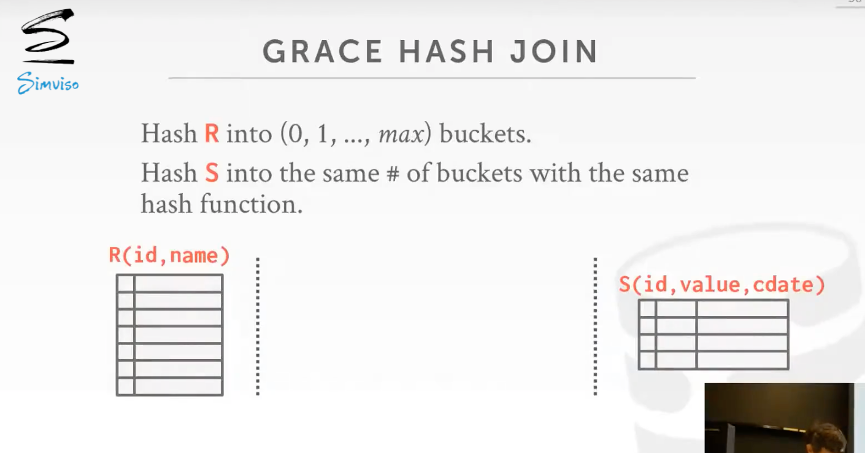 Simviso
GRACE HASH JOIN
Hash R into (0, 1, ..., max) buckets.
Hash S into the same # of buckets with the same
hash function.
R(id,name)
S(id,value,cdate)